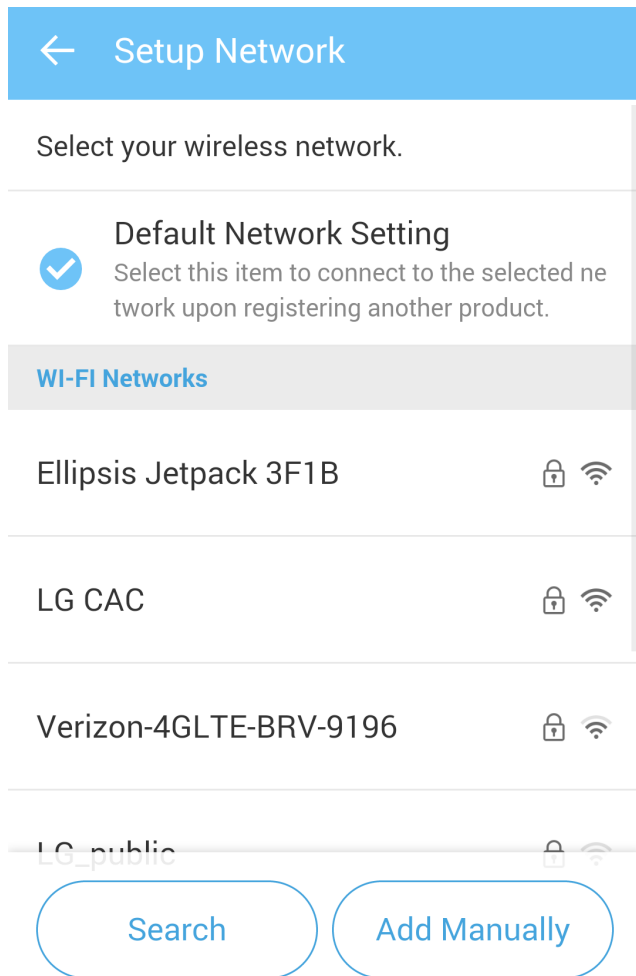 Setup Network
Select your wireless network.
Default Network Setting
Select this item to connect to the selected ne
twork upon registering another product.
WI-FI Networks
Ellipsis Jetpack 3F1B
LG CAC
Verizon-4GLTE-BRV-9196
LG_public
Search
Add Manually